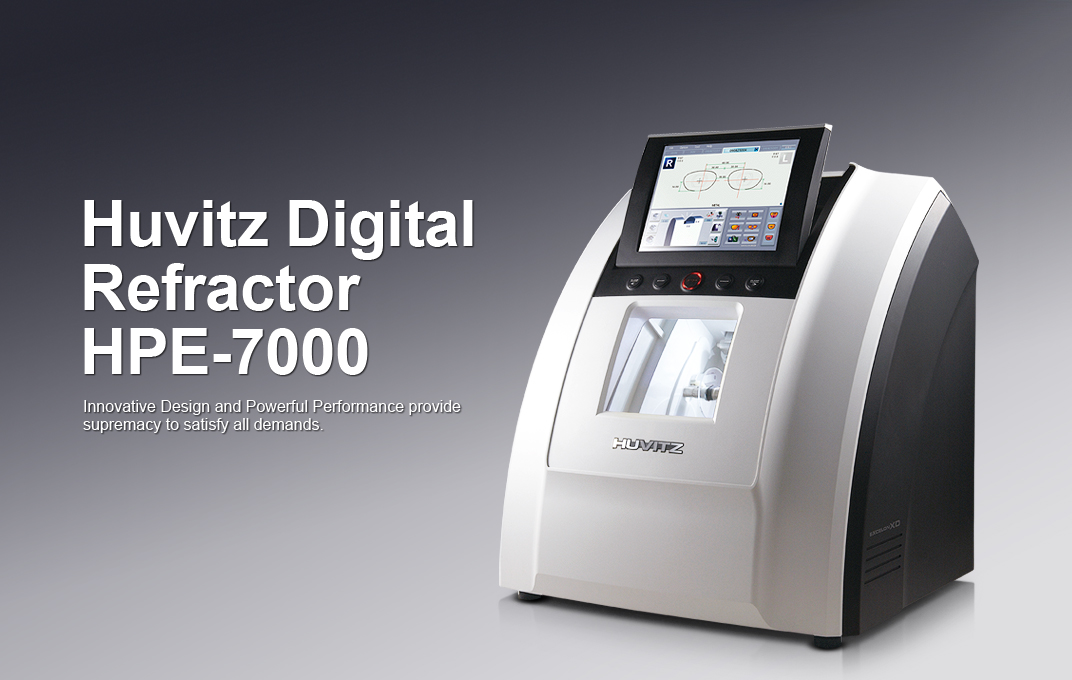 Huvitz Digital
Refractor
HPE-7000
Innovative Design and Powerful Performance provide
supremacy to satisfy all demands.
R
L
HUVITZ